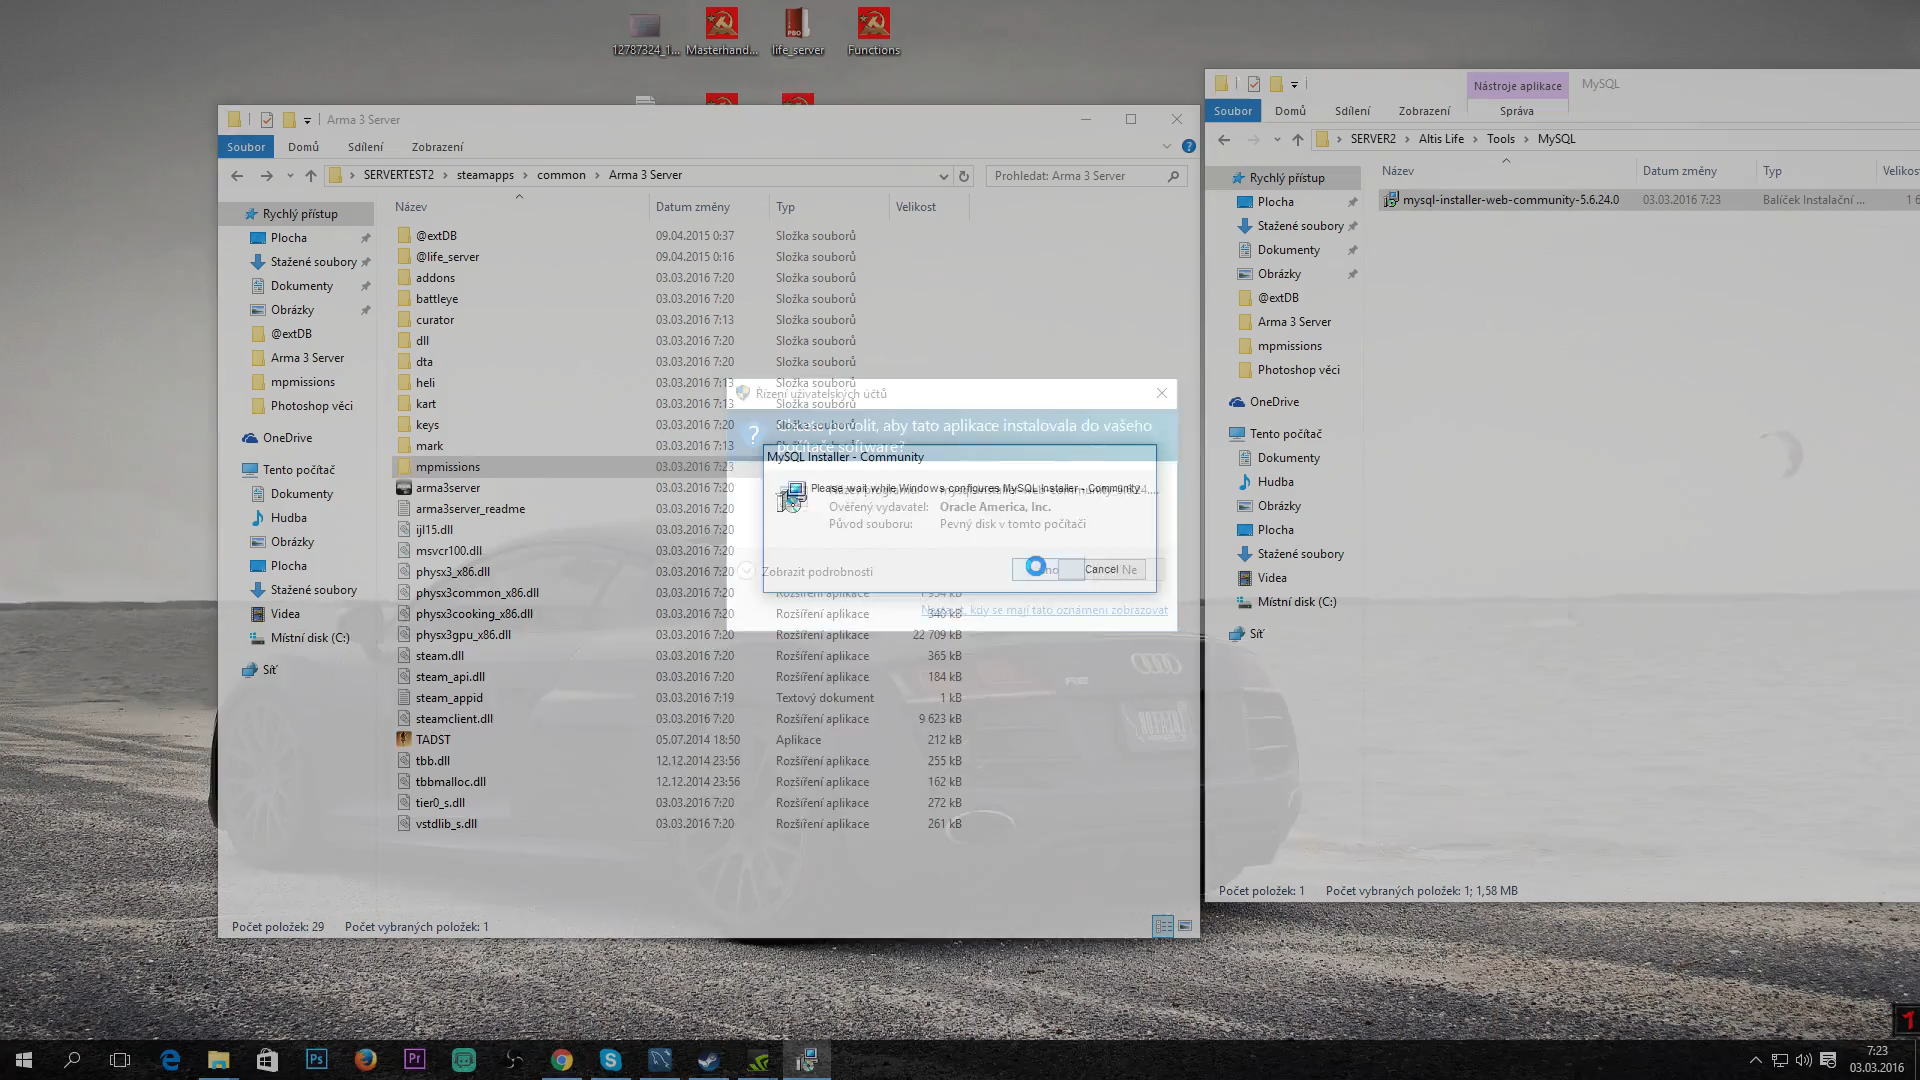 12787324_1...
Masterhand...
life_server
Functions
Arma 3 Server
Soubor
Domů
Sdílení
Zobrazení
SERVERTEST2
steamapps
common
Arma 3 Server
Prohledat: Arma 3 Server
Název
Datum změny
Typ
Velikost
Rychlý přístup
Plocha
Stažené soubory
Dokumenty
Obrázky
@extDB
Arma 3 Server
mpmissions
Photoshop věci
OneDrive
Tento počítač
Dokumenty
Hudba
Obrázky
Plocha
Stažené soubory
Videa
Místní disk (C:)
Síť
@extDB 09.04.2015 0:37 Složka souborů
@life_server 09.04.2015 0:16 Složka souborů
addons 03.03.2016 7:20 Složka souborů
battleye 03.03.2016 7:20 Složka souborů
curator 03.03.2016 7:13 Složka souborů
dll 03.03.2016 7:20 Složka souborů
dta 03.03.2016 7:20 Složka souborů
heli 03.03.2016 7:13 Složka souborů
kart 03.03.2016 7:13 Složka souborů
keys 03.03.2016 7:20
mark 03.03.2016 7:13
mpmissions 03.03.2016 7:23
arma3server 03.03.2016 7:20
arma3server_readme 03.03.2016 7:20
ijl15.dll 03.03.2016 7:20
msvcr100.dll 03.03.2016 7:20
physx3_x86.dll 03.03.2016 7:20
physx3common_x86.dll 03.03.2016 7:20 Rozšíření aplikace 1 934 kB
physx3cooking_x86.dll 03.03.2016 7:20 Rozšíření aplikace 340 kB
physx3gpu_x86.dll 03.03.2016 7:20 Rozšíření aplikace 22 709 kB
steam.dll 03.03.2016 7:20 Rozšíření aplikace 365 kB
steam_api.dll 03.03.2016 7:20 Rozšíření aplikace 184 kB
steam_appid 03.03.2016 7:19 Textový dokument 1 kB
steamclient.dll 03.03.2016 7:20 Rozšíření aplikace 9 623 kB
TADST 05.07.2014 18:50 Aplikace 212 kB
tbb.dll 12.12.2014 23:56 Rozšíření aplikace 255 kB
tbbmalloc.dll 12.12.2014 23:56 Rozšíření aplikace 162 kB
tier0_s.dll 03.03.2016 7:20 Rozšíření aplikace 272 kB
vstdlib_s.dll 03.03.2016 7:20 Rozšíření aplikace 261 kB
Počet položek: 29 Počet vybraných položek: 1
Řízení uživatelských účtů
povolit, aby tato aplikace instalovala do vašeho
počítače software?
MySQL Installer - Community
Please wait while Windows configures MySQL Installer - Community
Ověřený vydavatel: Oracle America, Inc.
Původ souboru: Pevný disk v tomto počítači
Zobrazit podrobnosti
Cancel
Ne
kdy se mají tato oznámení zobrazovat
Nástroje aplikace
MySQL
Soubor
Domů
Sdílení
Zobrazení
Správa
SERVER2
Altis Life
Tools
MySQL
Název
Datum změny
Typ
Velikos
mysql-installer-web-community-5.6.24.0 03.03.2016 7:23 Balíček Instalační ... 1 6
Rychlý přístup
Plocha
Stažené soubory
Dokumenty
Obrázky
@extDB
Arma 3 Server
mpmissions
Photoshop věci
OneDrive
Tento počítač
Dokumenty
Hudba
Obrázky
Plocha
Stažené soubory
Videa
Místní disk (C:)
Síť
Počet položek: 1 Počet vybraných položek: 1; 1,58 MB
1
Ps
Pr
7:23
03.03.2016